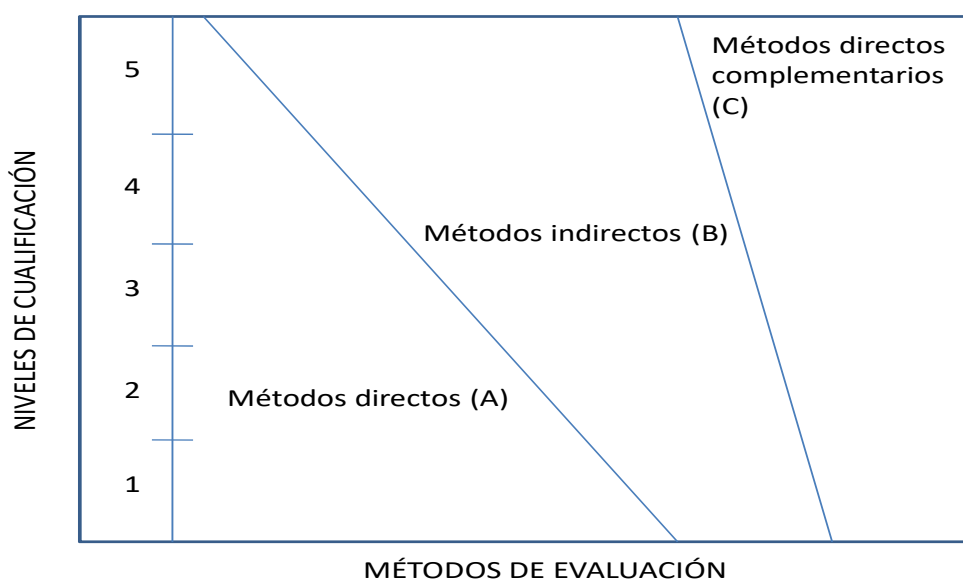 NIVELES DE CUALIFICACIÓN
5
4
3
2
1
Métodos directos
complementarios
(C)
Métodos indirectos (B)
Métodos directos (A)
MÉTODOS DE EVALUACIÓN